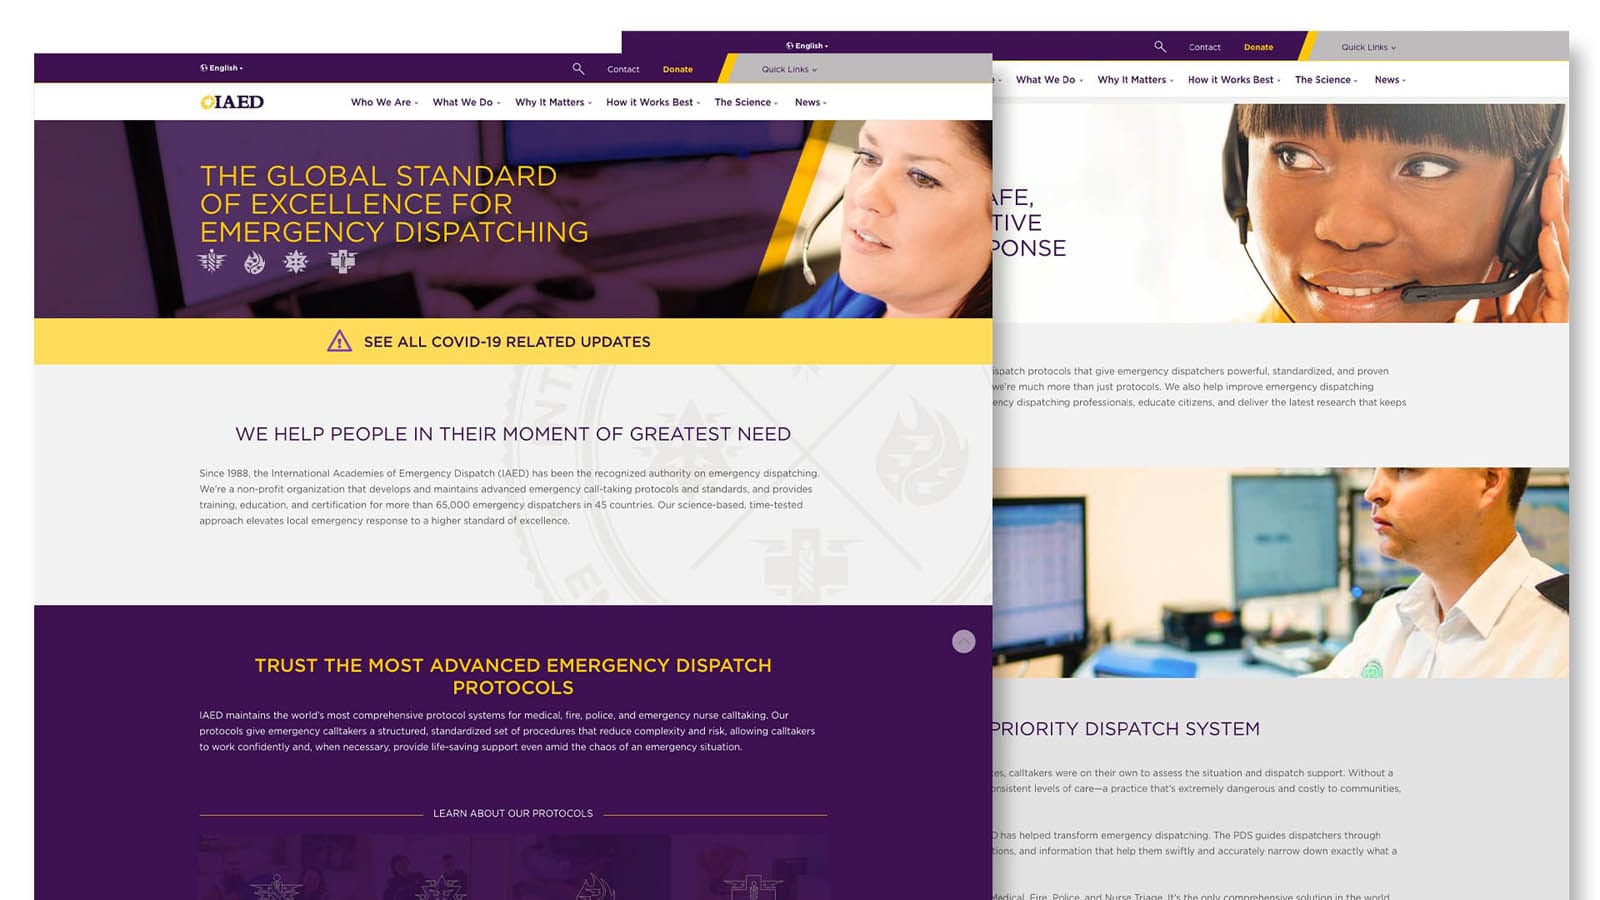 English
Contact
Donate
Quick Links
IAED
Who We Are
What We Do
Why It Matters
How it Works Best
The Science
News
THE GLOBAL STANDARD
OF EXCELLENCE FOR
EMERGENCY DISPATCHING
SEE ALL COVID-19 RELATED UPDATES
WE HELP PEOPLE IN THEIR MOMENT OF GREATEST NEED
Since 1988, the International Academies of Emergency Dispatch (IAED) has been the recognized authority on emergency dispatching.
We're a non-profit organization that develops and maintains advanced emergency call-taking protocols and standards, and provides
training, education, and certification for more than 65,000 emergency dispatchers in 45 countries. Our science-based, time-tested
approach elevates local emergency response to a higher standard of excellence.
TRUST THE MOST ADVANCED EMERGENCY DISPATCH
PROTOCOLS
IAED maintains the world's most comprehensive protocol systems for medical, fire, police, and emergency nurse calltaking. Our
protocols give emergency calltakers a structured, standardized set of procedures that reduce complexity and risk, allowing calltakers
to work confidently and, when necessary, provide life-saving support even amid the chaos of an emergency situation.
LEARN ABOUT OUR PROTOCOLS
English
Contact
Donate
Quick Links
What We Do
Why It Matters
How it Works Best
The Science
News
AFE,
TIVE
PONSE
dispatch protocols that give emergency dispatchers powerful, standardized, and proven
we're much more than just protocols. We also help improve emergency dispatching
ency dispatching professionals, educate citizens, and deliver the latest research that keeps
PRIORITY DISPATCH SYSTEM
es, calltakers were on their own to assess the situation and dispatch support. Without a
onsistent levels of care—a practice that's extremely dangerous and costly to communities,
D has helped transform emergency dispatching. The PDS guides dispatchers through
tions, and information that help them swiftly and accurately narrow down exactly what a
Medical, Fire, Police, and Nurse Triage. It's the only comprehensive solution in the world